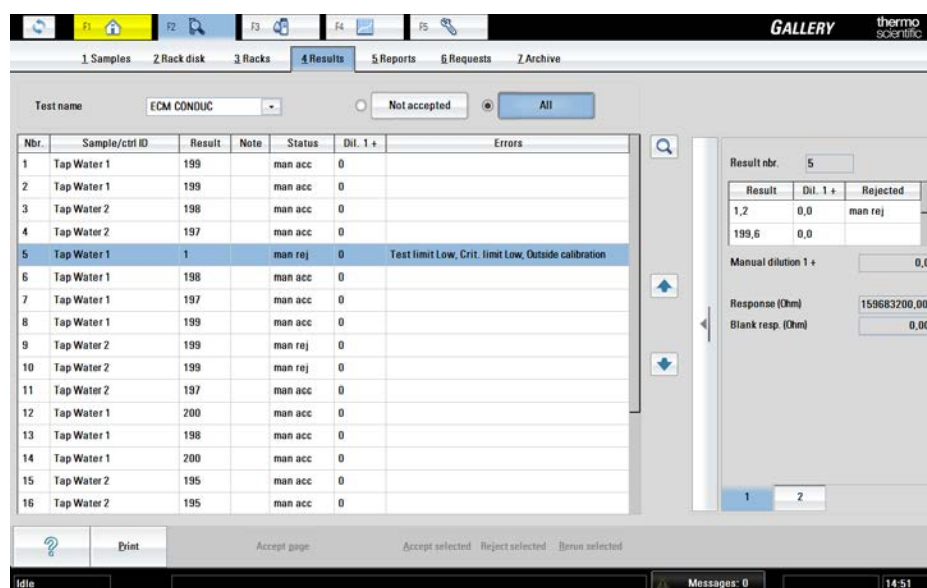 F1 F2 F3 F4 F5 GALLERY thermo scientific
1 Samples 2 Rack disk 3 Racks 4 Results 5 Reports 6 Requests 7 Archive
Test name ECM CONDUC Not accepted All
Nbr. Sample/ctrl ID Result Note Status Dil. 1 + Errors
1 Tap Water 1 199 man acc 0
2 Tap Water 1 199 man acc 0
3 Tap Water 2 198 man acc 0
4 Tap Water 2 197 man acc 0
5 Tap Water 1 1 man rej 0 Test limit Low, Crit. limit Low, Outside calibration
6 Tap Water 1 198 man acc 0
7 Tap Water 1 197 man acc 0
8 Tap Water 1 199 man acc 0
9 Tap Water 2 199 man rej 0
10 Tap Water 2 199 man rej 0
11 Tap Water 2 197 man acc 0
12 Tap Water 1 200 man acc 0
13 Tap Water 1 198 man acc 0
14 Tap Water 1 200 man acc 0
15 Tap Water 2 195 man acc 0
16 Tap Water 2 195 man acc 0
Result nbr. 5
Result Dil. 1 + Rejected
1,2 0,0 man rej
199,6 0,0
Manual dilution 1 + 0,0
Response (Ohm) 159683200,00
Blank resp. (Ohm) 0,00
1 2
? Print Accept page Accept selected Reject selected Rerun selected
Idle Messages: 0 14:51